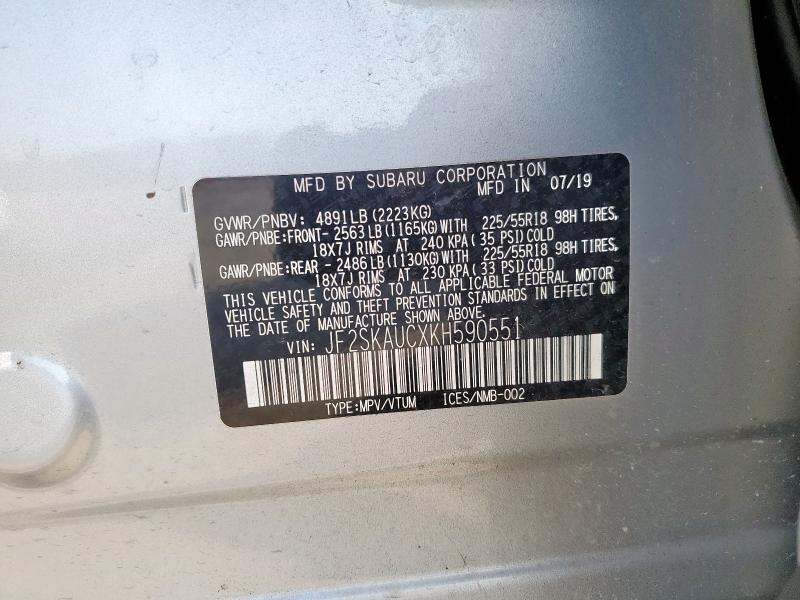 MFD BY SUBARU CORPORATION
MFD IN 07/19
GVWR/PNBV: 4891LB(2223KG)
GAWR/PNBE:FRONT- 2563LB(1165KG)WITH 225/55R18 98H TIRES,
18X7J RIMS AT 240 KPA(35 PSI)COLD
GAWR/PNBE:REAR - 2486LB(1130KG)WITH 225/55R18 98H TIRES,
18X7J RIMS AT 230 KPA(33 PSI)COLD
THIS VEHICLE CONFORMS TO ALL APPLICABLE FEDERAL MOTOR
VEHICLE SAFETY AND THEFT PREVENTION STANDARDS IN EFFECT ON
THE DATE OF MANUFACTURE SHOWN ABOVE.
VIN: JF2SKAUCXKH590551
TYPE:MPV/VTUM ICES/NMB-002